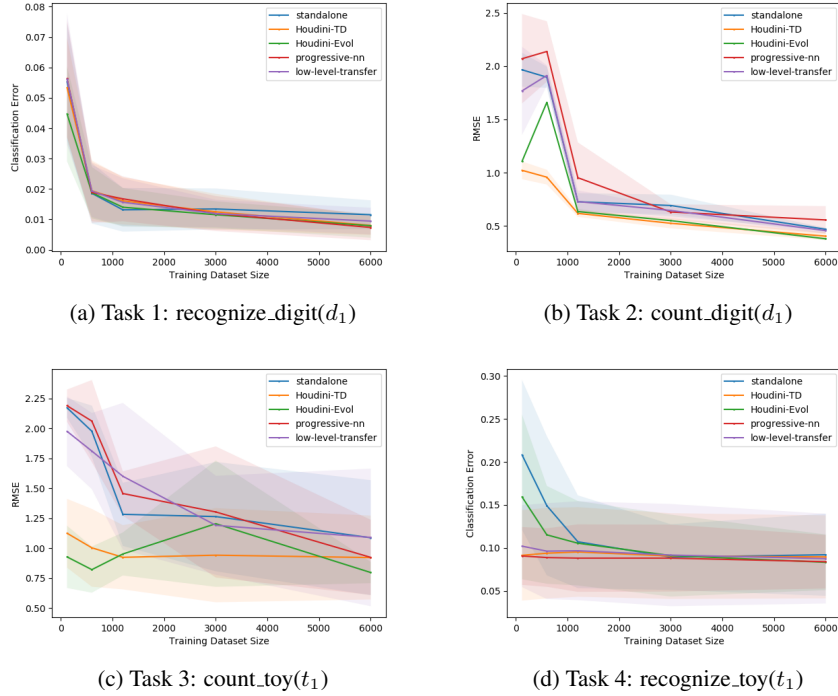 0.08
0.07
0.06
0.05
0.04
0.03
0.02
0.01
0.00
Classification Error
standalone
Houdini-TD
Houdini-Evol
progressive-nn
low-level-transfer
0 1000 2000 3000 4000 5000 6000
Training Dataset Size
(a) Task 1: recognize_digit(d1)
2.5
2.0
1.5
1.0
0.5
RMSE
standalone
Houdini-TD
Houdini-Evol
progressive-nn
low-level-transfer
0 1000 2000 3000 4000 5000 6000
Training Dataset Size
(b) Task 2: count_digit(d1)
2.25
2.00
1.75
1.50
1.25
1.00
0.75
0.50
RMSE
standalone
Houdini-TD
Houdini-Evol
progressive-nn
low-level-transfer
0 1000 2000 3000 4000 5000 6000
Training Dataset Size
(c) Task 3: count_toy(t1)
0.30
0.25
0.20
0.15
0.10
0.05
Classification Error
standalone
Houdini-TD
Houdini-Evol
progressive-nn
low-level-transfer
0 1000 2000 3000 4000 5000 6000
Training Dataset Size
(d) Task 4: recognize_toy(t1)